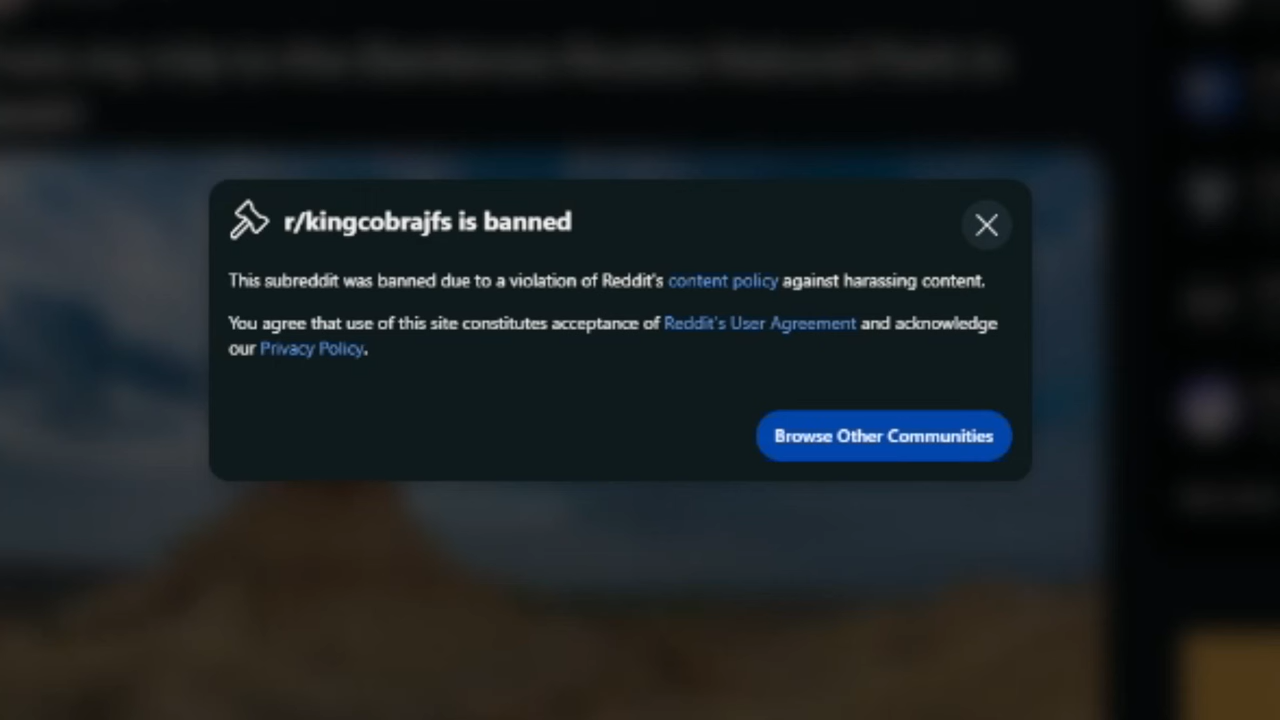 r/kingcobrajfs is banned
This subreddit was banned due to a violation of Reddit's content policy against harassing content.
You agree that use of this site constitutes acceptance of Reddit's User Agreement and acknowledge
our Privacy Policy.
Browse Other Communities